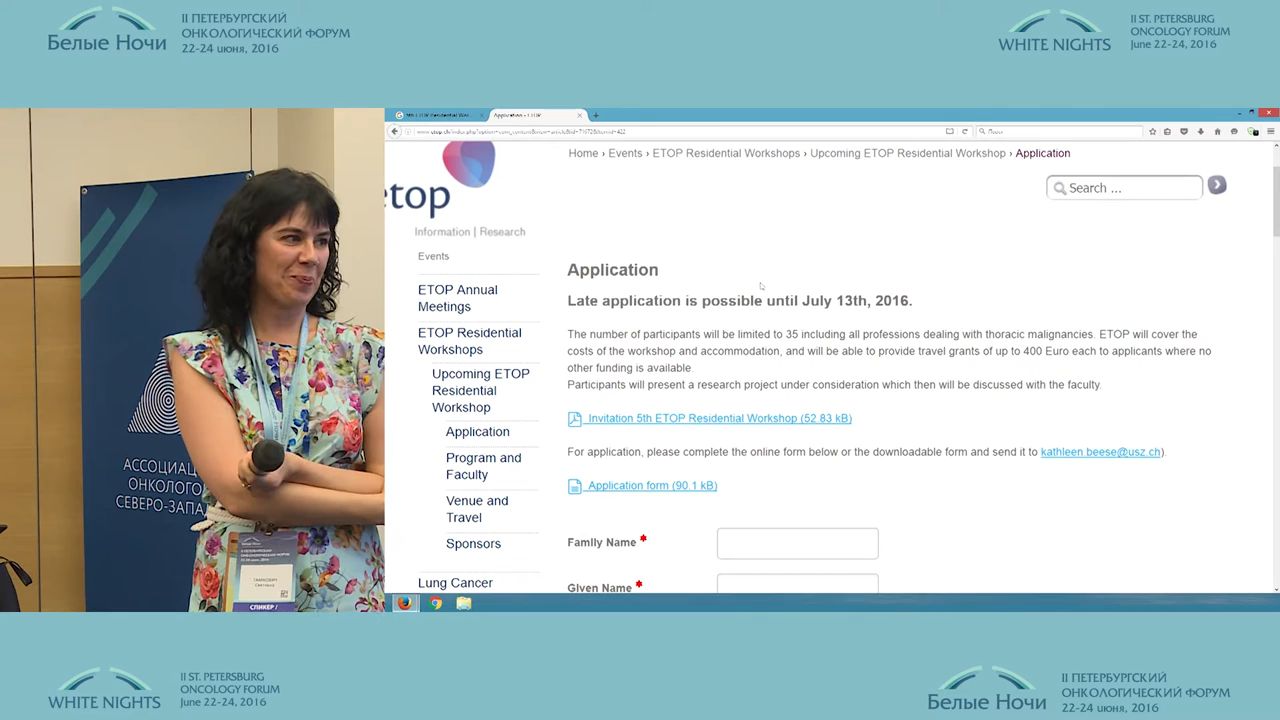 Белые Ночи
II ПЕТЕРБУРГСКИЙ
ОНКОЛОГИЧЕСКИЙ ФОРУМ
22-24 июня, 2016
WHITE NIGHTS
II ST. PETERSBURG
ONCOLOGY FORUM
June 22-24, 2016
АССОЦИАЦ
ОНКОЛОГО
СЕВЕРО-ЗАПА
СПИКЕР /
Home › Events › ETOP Residential Workshops › Upcoming ETOP Residential Workshop › Application
etop
Search ...
Information | Research
Events
ETOP Annual
Meetings
ETOP Residential
Workshops
Upcoming ETOP
Residential
Workshop
Application
Program and
Faculty
Venue and
Travel
Sponsors
Lung Cancer
Application
Late application is possible until July 13th, 2016.
The number of participants will be limited to 35 including all professions dealing with thoracic malignancies. ETOP will cover the
costs of the workshop and accommodation, and will be able to provide travel grants of up to 400 Euro each to applicants where no
other funding is available.
Participants will present a research project under consideration which then will be discussed with the faculty.
Invitation 5th ETOP Residential Workshop (52.83 kB)
For application, please complete the online form below or the downloadable form and send it to kathleen.beese@usz.ch).
Application form (90.1 kB)
Family Name *
Given Name *
WHITE NIGHTS
II ST. PETERSBURG
ONCOLOGY FORUM
June 22-24, 2016
Белые Ночи
II ПЕТЕРБУРГСКИЙ
ОНКОЛОГИЧЕСКИЙ ФОРУМ
22-24 июня, 2016